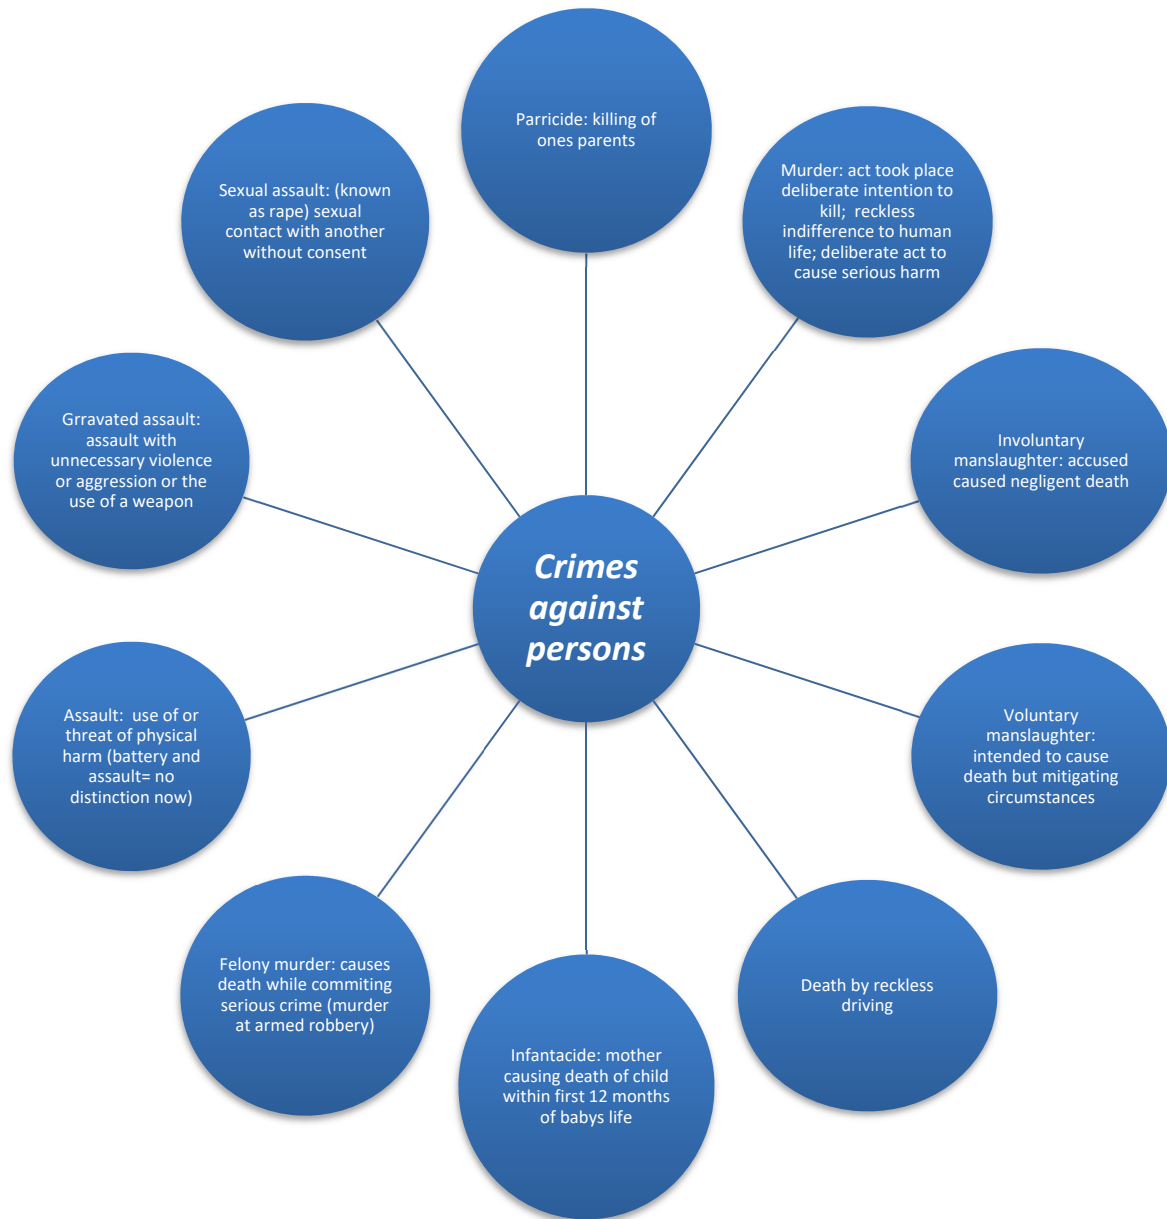 Parricide: killing of
ones parents
Murder: act took place
deliberate intention to
kill;  reckless
indifference to human
life; deliberate act to
cause serious harm
Involuntary
manslaughter: accused
caused negligent death
Voluntary
manslaughter:
intended to cause
death but mitigating
circumstances
Death by reckless
driving
Infantacide: mother
causing death of child
within first 12 months
of babys life
Felony murder: causes
death while commiting
serious crime (murder
at armed robbery)
Assault:  use of or
threat of physical
harm (battery and
assault= no
distinction now)
Grravated assault:
assault with
unnecessary violence
or aggression or the
use of a weapon
Sexual assault: (known
as rape) sexual
contact with another
without consent
Crimes
against
persons